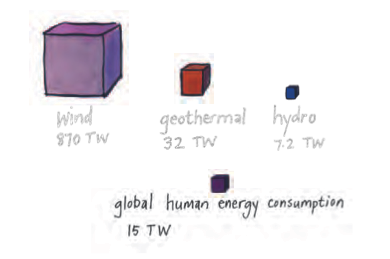 wind
870 TW
geothermal
32 TW
hydro
7.2 TW
global human energy consumption
15 TW